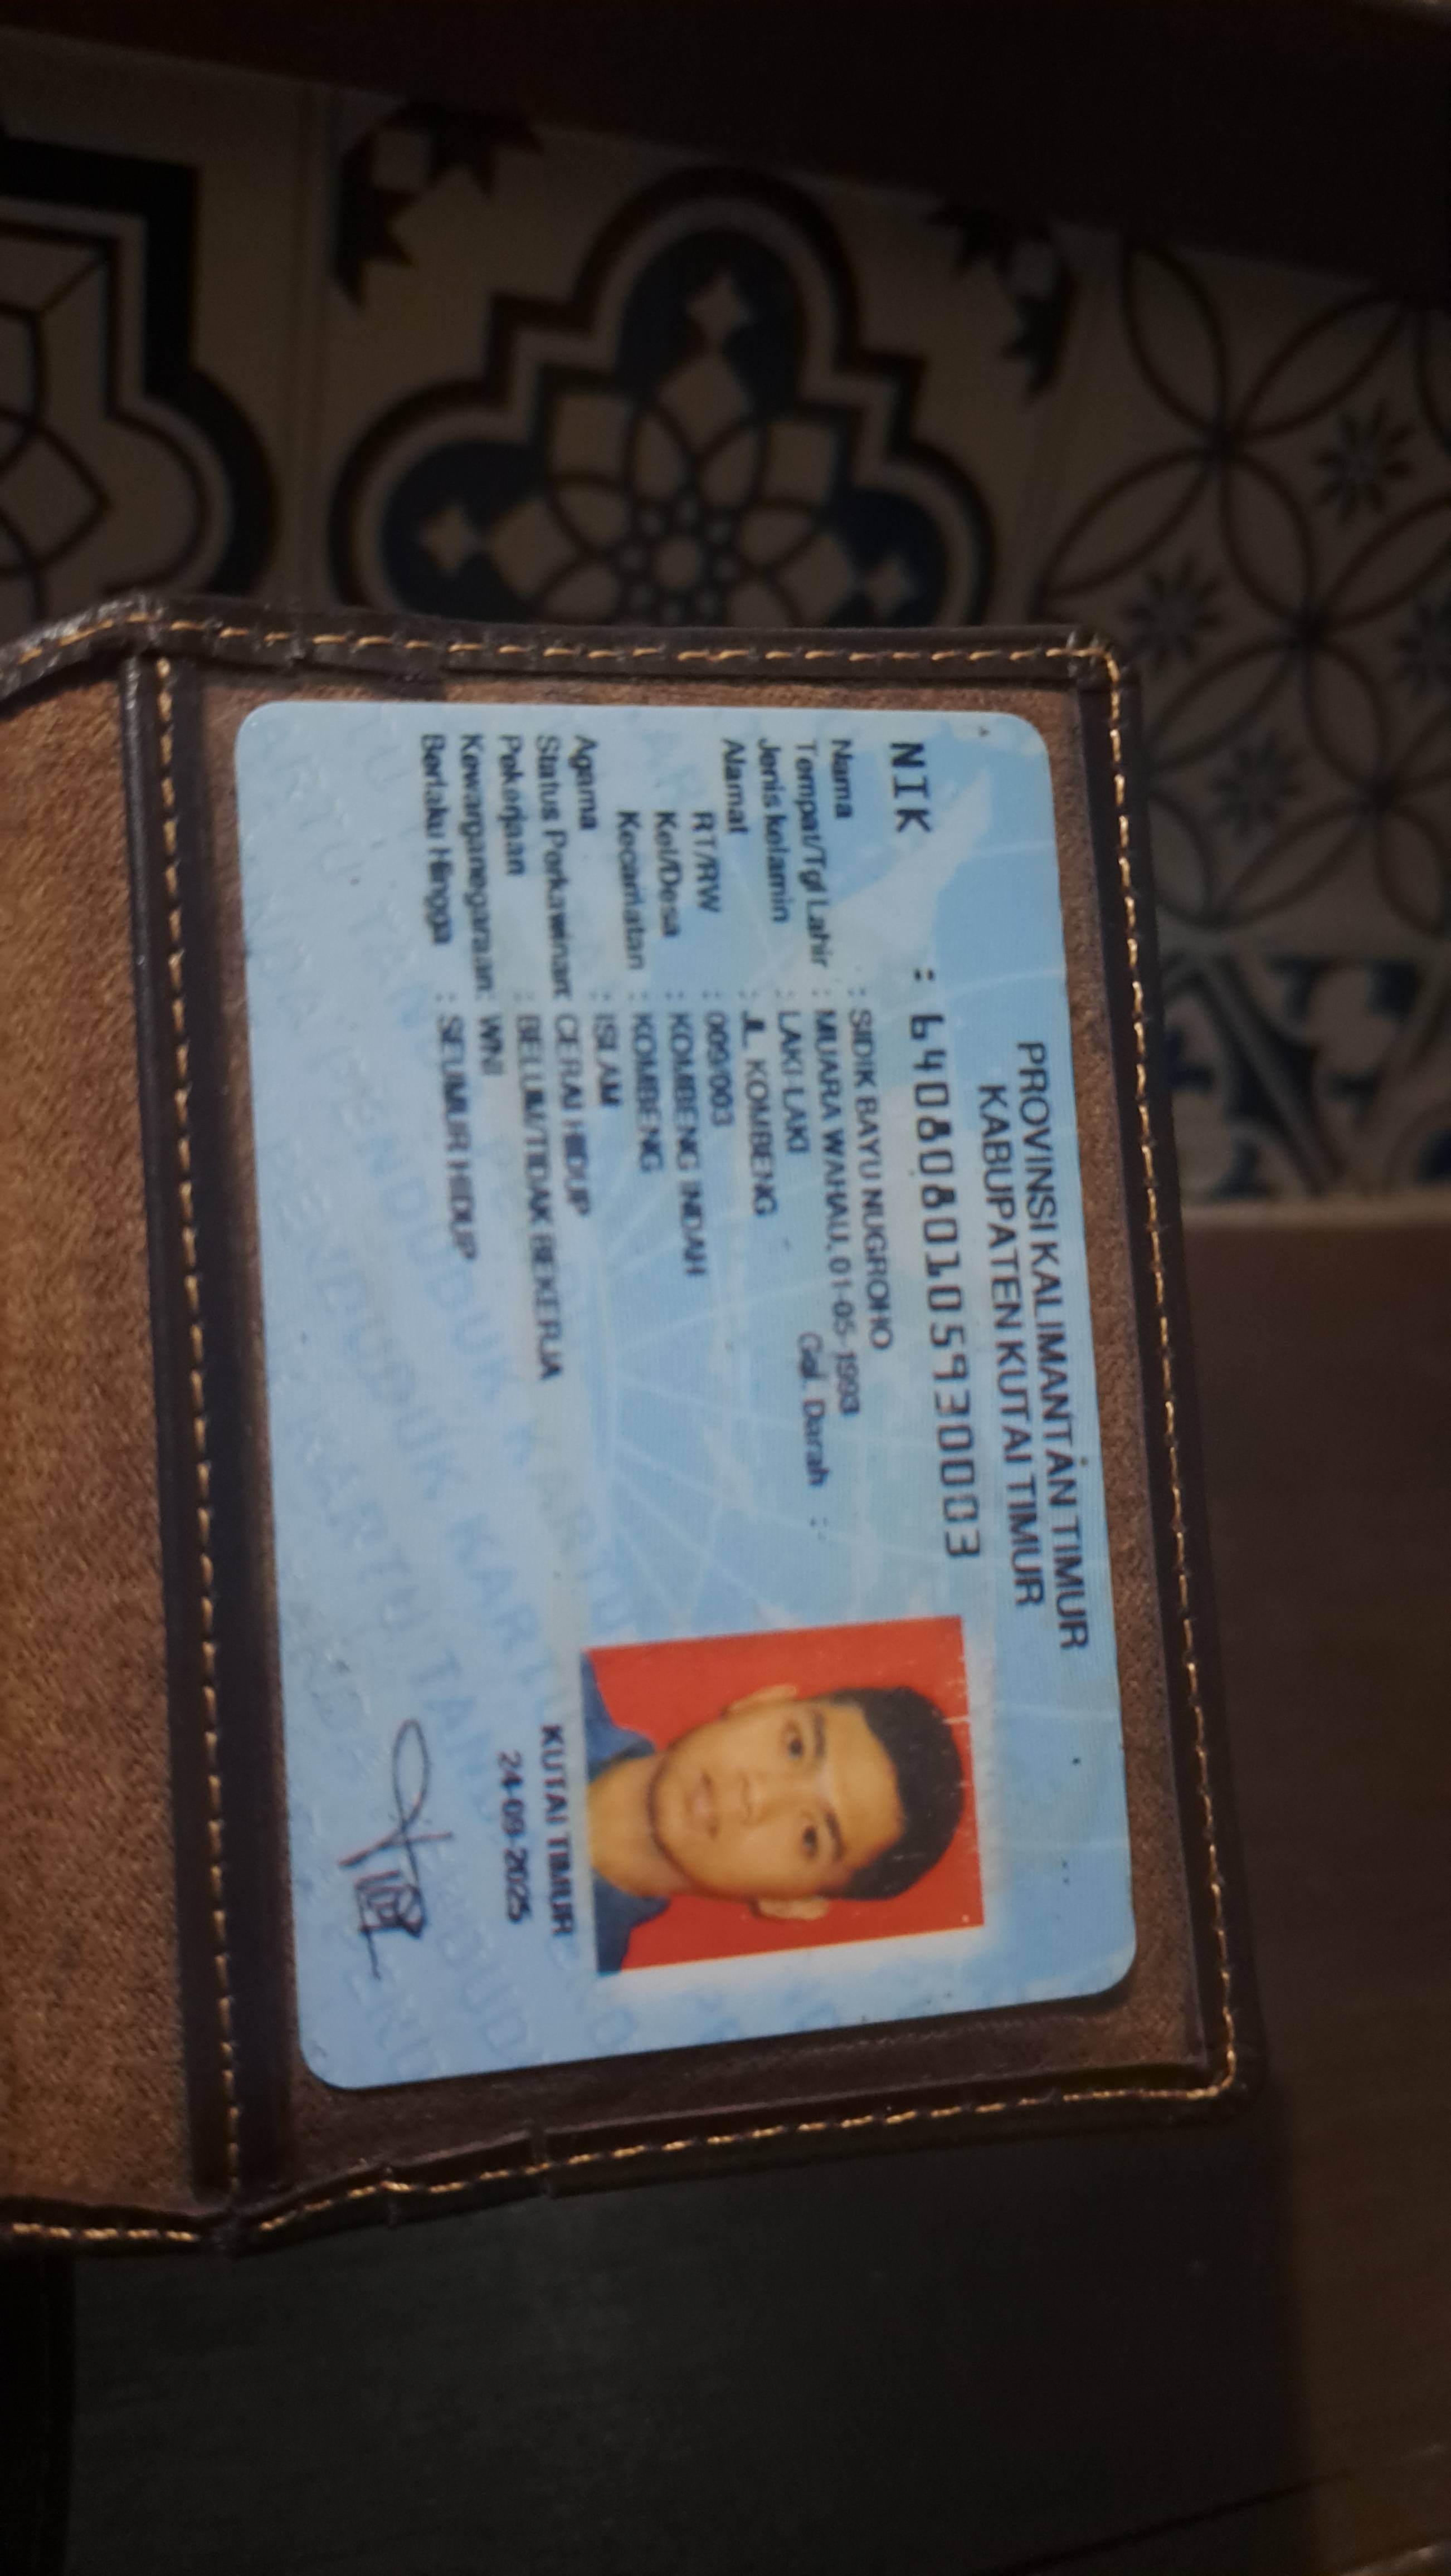 PROVINSI KALIMANTAN TIMUR
KABUPATEN KUTAI TIMUR
NIK : 6408080105930003
Nama : SIDIK BAYU NUGROHO
Tempat/Tgl Lahir : MUARA WAHAU, 01-05-1993
Jenis kelamin : LAKI-LAKI Gol. Darah :
Alamat : JL. KOMBENG
RT/RW : 009/003
Kel/Desa : KOMBENG INDAH
Kecamatan : KOMBENG
Agama : ISLAM
Status Perkawinan: CERAI HIDUP
Pekerjaan : BELUM/TIDAK BEKERJA
Kewarganegaraan: WNI
Berlaku Hingga : SEUMUR HIDUP
KUTAI TIMUR
24-09-2025